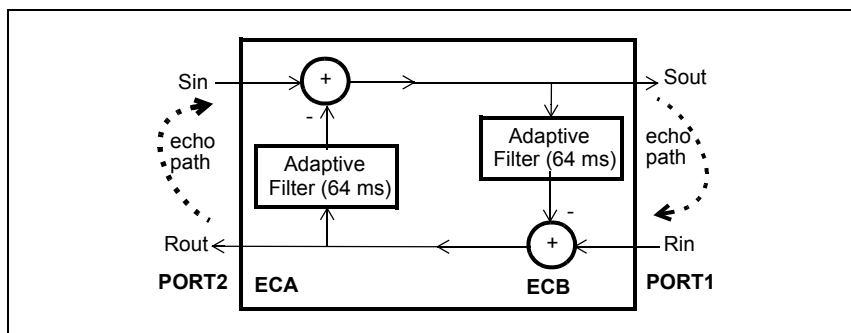 Sin
+
Sout
-
echo
path
Adaptive
Filter (64 ms)
Adaptive
Filter (64 ms)
echo
path
-
Rout
+
Rin
PORT2
ECA
ECB
PORT1